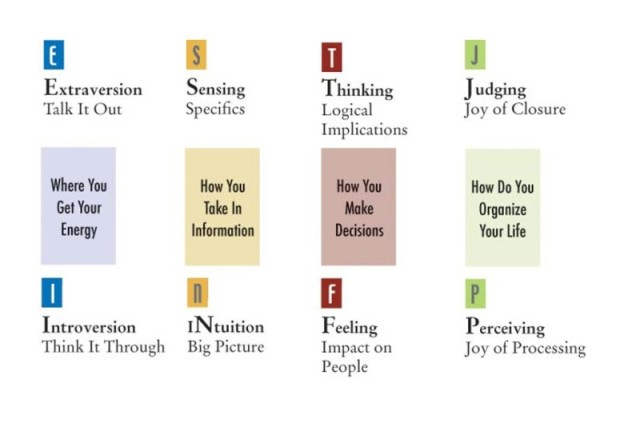 E
Extraversion
Talk It Out
S
Sensing
Specifics
T
Thinking
Logical
Implications
J
Judging
Joy of Closure
Where You
Get Your
Energy
How You
Take In
Information
How You
Make
Decisions
How Do You
Organize
Your Life
I
Introversion
Think It Through
n
INtuition
Big Picture
F
Feeling
Impact on
People
P
Perceiving
Joy of Processing